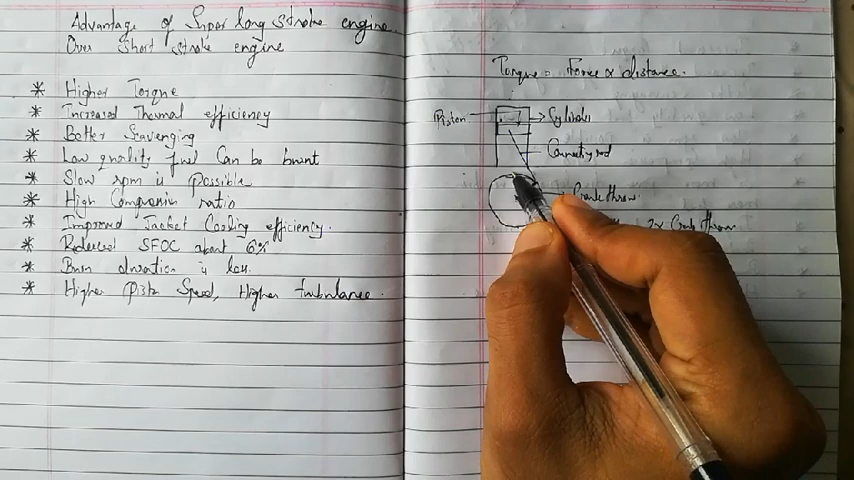 Advantage of Super long stroke engine
Over Short stroke engine
* Higher Torque
* Increased Thermal efficiency
* Better Scavenging
* Low quality fuel Can be burnt
* Slow rpm is possible
* High Compression ratio
* Improved Jacket Cooling efficiency.
* Reduced SFOC about 6%
* Burn duration is less.
* Higher Piston Speed, Higher turbulance.
Torque = Force x distance.
Piston
Cylinder
Connecting rod
Crank throw
2x Crank throw